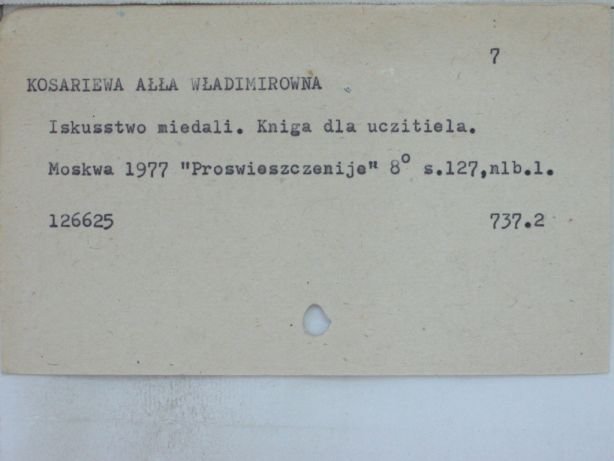 7
KOSARIEWA AŁŁA WŁADIMIROWNA
Iskusstwo miedali. Kniga dla uczitiela.
Moskwa 1977 "Proswieszczenije" 8° s.127,nlb.1.
126625 737.2